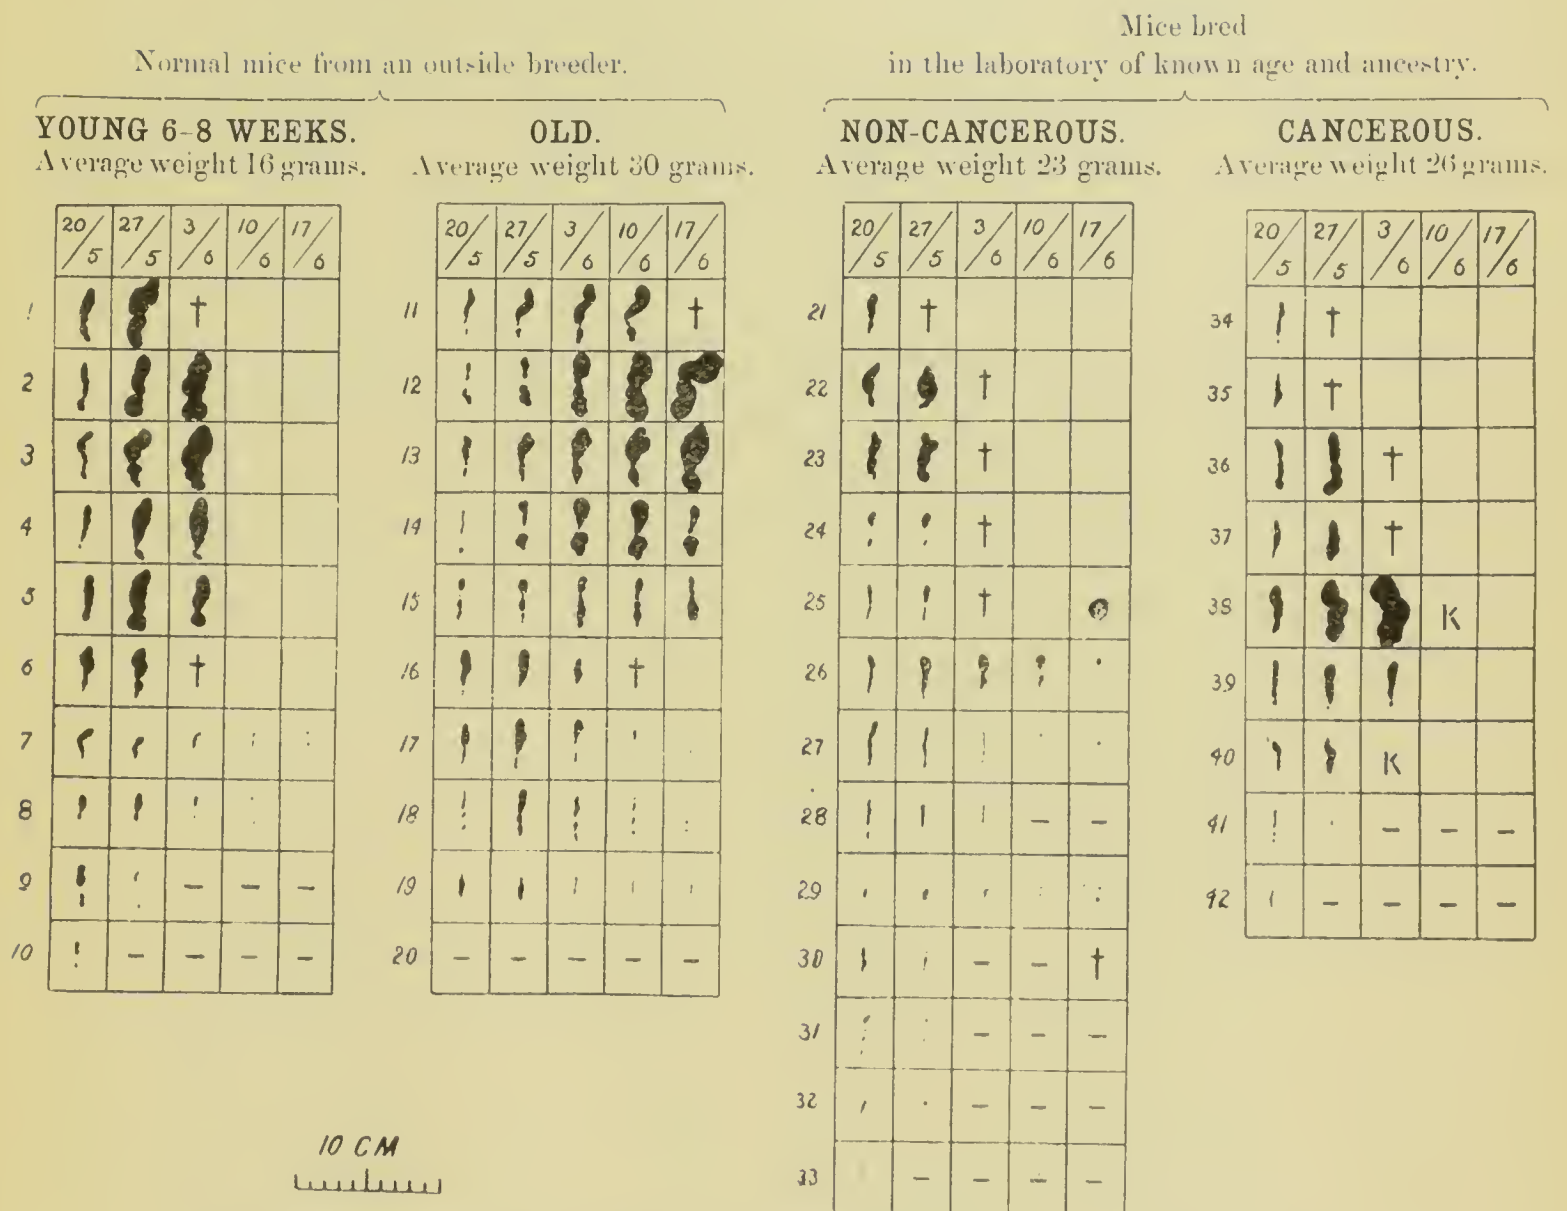 Normal mice from an outside breeder.
YOUNG 6-8 WEEKS.
Average weight 16 grams.
20/5 27/5 3/6 10/6 17/6
1 †
2
3
4
5
6 †
7
8
9 – – –
10 – – – –
OLD.
Average weight 30 grams.
20/5 27/5 3/6 10/6 17/6
11 †
12
13
14
15
16 †
17
18
19
20 – – – – –
10 CM
Mice bred
in the laboratory of known age and ancestry.
NON-CANCEROUS.
Average weight 23 grams.
20/5 27/5 3/6 10/6 17/6
21 †
22 †
23 †
24 †
25 †
26
27
28 – –
29
30 – – †
31 – – –
32 – – –
33 – – – –
CANCEROUS.
Average weight 26 grams.
20/5 27/5 3/6 10/6 17/6
34 †
35 †
36 †
37 †
38 K
39
40 K
41 – – –
42 – – – –